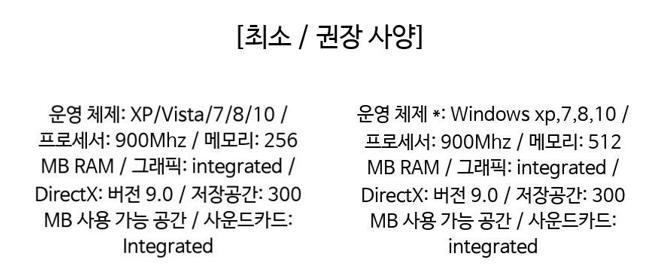 [최소 / 권장 사양]
운영 체제: XP/Vista/7/8/10 /
프로세서: 900Mhz / 메모리: 256
MB RAM / 그래픽: integrated /
DirectX: 버전 9.0 / 저장공간: 300
MB 사용 가능 공간 / 사운드카드:
Integrated
운영 체제 *: Windows xp,7,8,10 /
프로세서: 900Mhz / 메모리: 512
MB RAM / 그래픽: integrated /
DirectX: 버전 9.0 / 저장공간: 300
MB 사용 가능 공간 / 사운드카드:
integrated